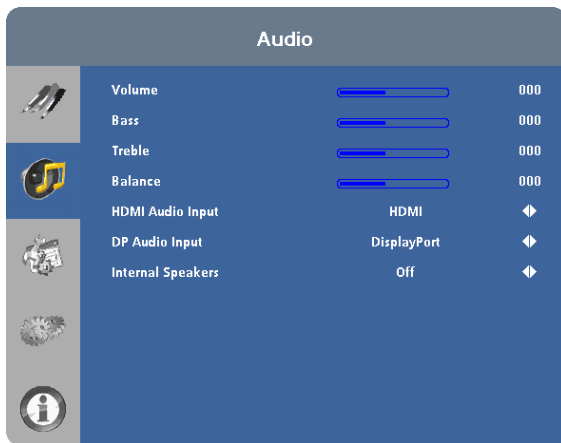 Audio
Volume 000
Bass 000
Treble 000
Balance 000
HDMI Audio Input HDMI
DP Audio Input DisplayPort
Internal Speakers Off